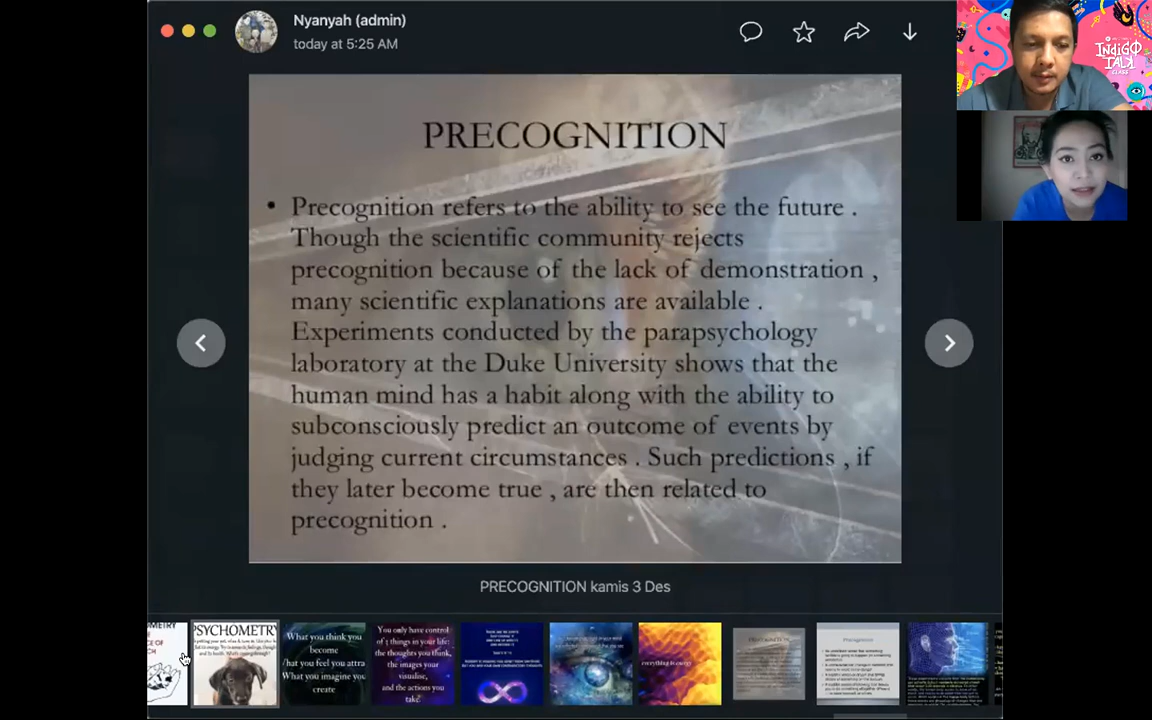 Nyanyah (admin)
today at 5:25 AM
INDIGO
TALK
CLASS
PRECOGNITION
• Precognition refers to the ability to see the future .
Though the scientific community rejects
precognition because of the lack of demonstration ,
many scientific explanations are available .
Experiments conducted by the parapsychology
laboratory at the Duke University shows that the
human mind has a habit along with the ability to
subconsciously predict an outcome of events by
judging current circumstances . Such predictions , if
they later become true , are then related to
precognition .
PRECOGNITION kamis 3 Des
PSYCHOMETRY
What you think you
become
What you feel you attra
What you imagine you
create
You only have control
of 3 things in your life:
the thoughts you think,
the images your
visualise,
and the actions you
take
everything is energy